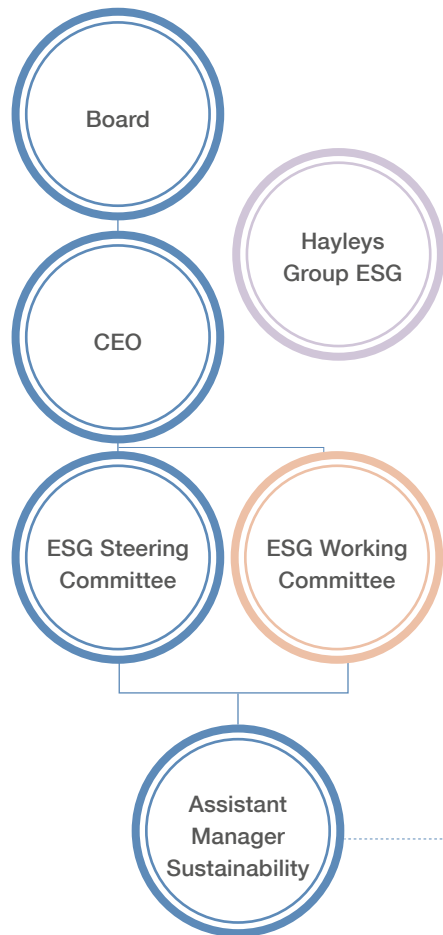 Board
Hayleys
Group ESG
CEO
ESG Steering
Committee
ESG Working
Committee
Assistant
Manager
Sustainability